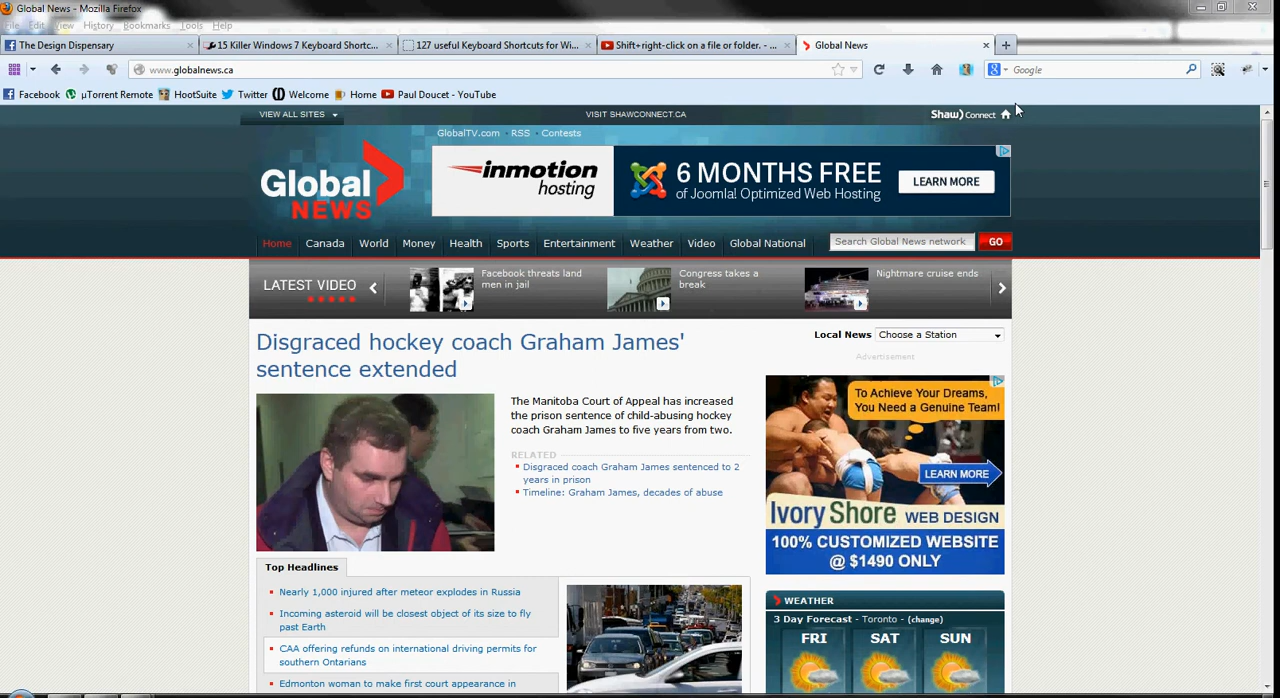 Global News - Mozilla Firefox
File Edit View History Bookmarks Tools Help
The Design Dispensary
15 Killer Windows 7 Keyboard Shortc...
127 useful Keyboard Shortcuts for Wi...
Shift+right-click on a file or folder. - ...
Global News
www.globalnews.ca
Google
Facebook
µTorrent Remote
HootSuite
Twitter
Welcome
Home
Paul Doucet - YouTube
VIEW ALL SITES
VISIT SHAWCONNECT.CA
Shaw) Connect
GlobalTV.com · RSS · Contests
Global
NEWS
inmotion
hosting
6 MONTHS FREE
of Joomla! Optimized Web Hosting
LEARN MORE
Home Canada World Money Health Sports Entertainment Weather Video Global National
Search Global News network
GO
LATEST VIDEO
Facebook threats land
men in jail
Congress takes a
break
Nightmare cruise ends
Disgraced hockey coach Graham James'
sentence extended
Local News
Choose a Station
Advertisement
The Manitoba Court of Appeal has increased
the prison sentence of child-abusing hockey
coach Graham James to five years from two.
RELATED
Disgraced coach Graham James sentenced to 2
years in prison
Timeline: Graham James, decades of abuse
To Achieve Your Dreams,
You Need a Genuine Team!
LEARN MORE
Ivory Shore WEB DESIGN
100% CUSTOMIZED WEBSITE
@ $1490 ONLY
Top Headlines
Nearly 1,000 injured after meteor explodes in Russia
Incoming asteroid will be closest object of its size to fly
past Earth
CAA offering refunds on international driving permits for
southern Ontarians
Edmonton woman to make first court appearance in
WEATHER
3 Day Forecast - Toronto - (change)
FRI SAT SUN